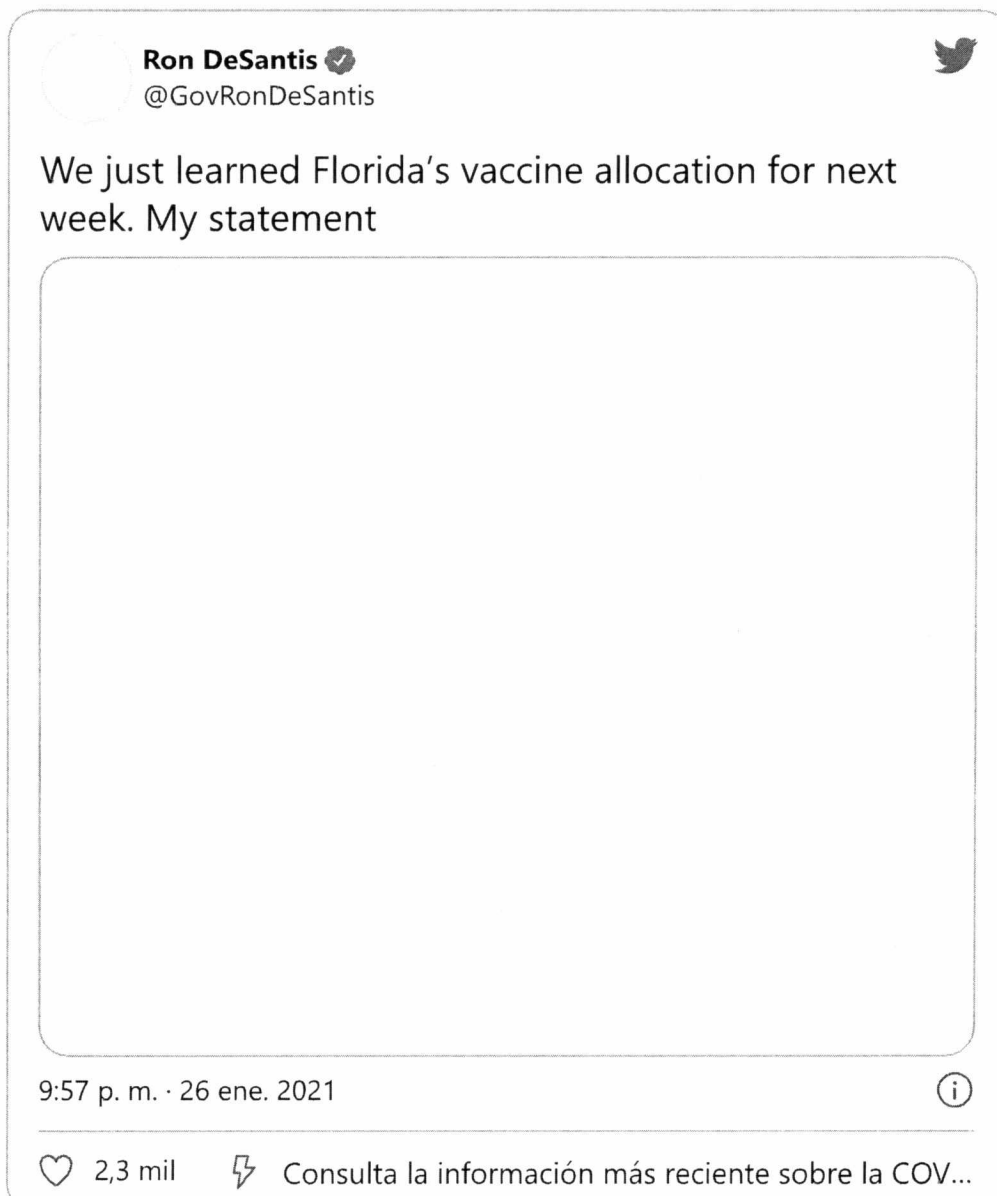 Ron DeSantis
@GovRonDeSantis
We just learned Florida's vaccine allocation for next
week. My statement
9:57 p. m. · 26 ene. 2021
2,3 mil
Consulta la información más reciente sobre la COV...